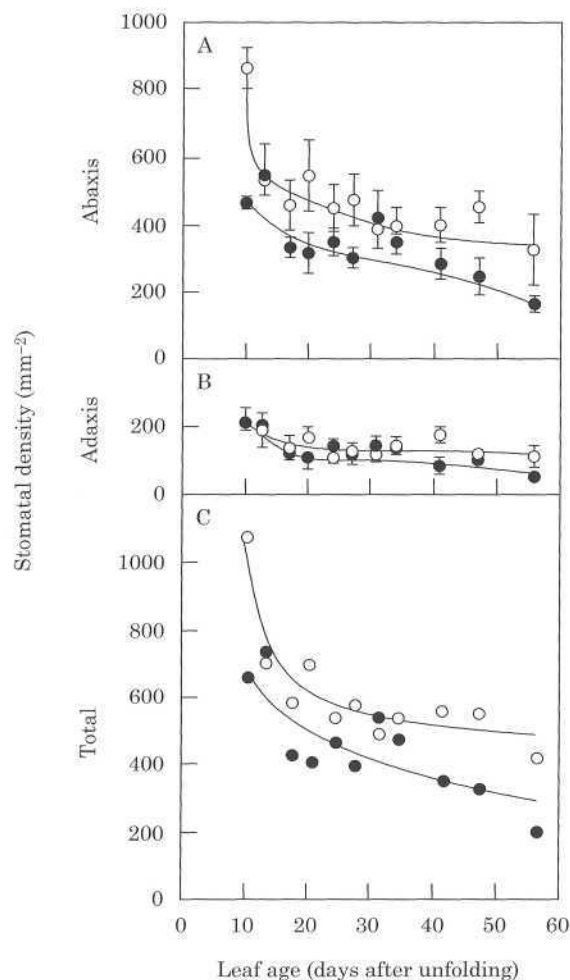 Stomatal density (mm⁻²)
Abaxis
1000
800
600
400
200
0
A
Adaxis
200
0
B
Total
1000
800
600
400
200
0
C
0 10 20 30 40 50 60
Leaf age (days after unfolding)